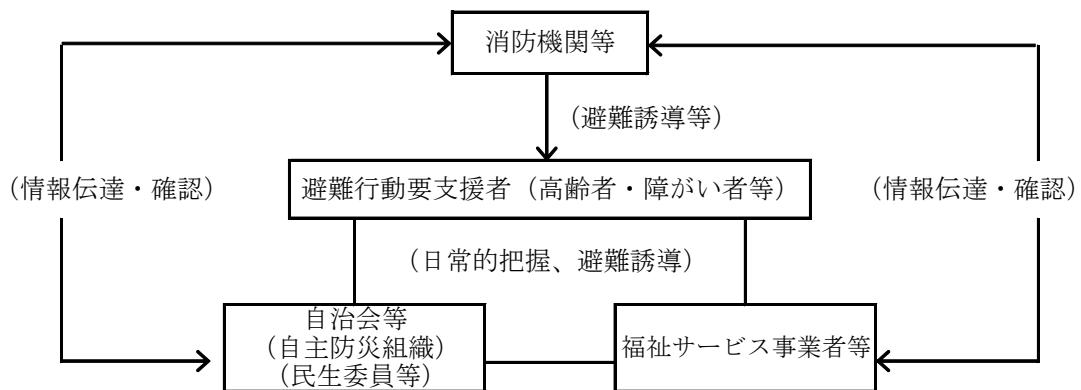 消防機関等
（避難誘導等）
（情報伝達・確認）
避難行動要支援者（高齢者・障がい者等）
（情報伝達・確認）
（日常的把握、避難誘導）
自治会等
（自主防災組織）
（民生委員等）
福祉サービス事業者等